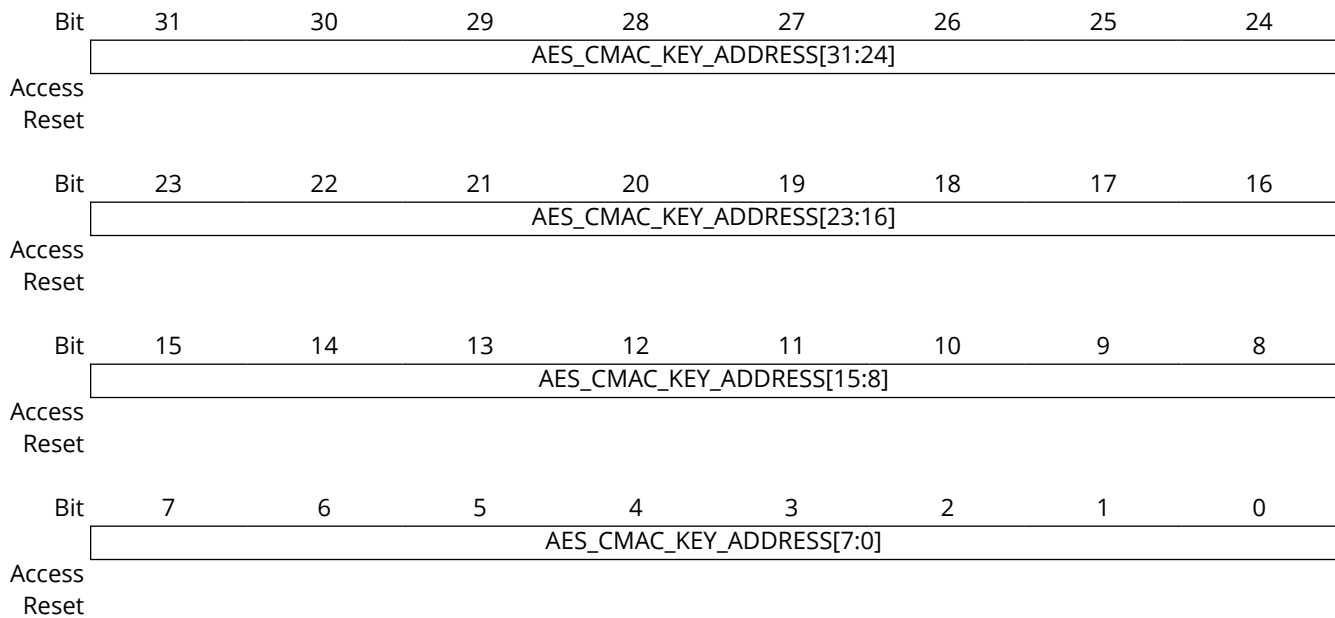 Bit 31 30 29 28 27 26 25 24
AES_CMAC_KEY_ADDRESS[31:24]
Access
Reset
Bit 23 22 21 20 19 18 17 16
AES_CMAC_KEY_ADDRESS[23:16]
Access
Reset
Bit 15 14 13 12 11 10 9 8
AES_CMAC_KEY_ADDRESS[15:8]
Access
Reset
Bit 7 6 5 4 3 2 1 0
AES_CMAC_KEY_ADDRESS[7:0]
Access
Reset